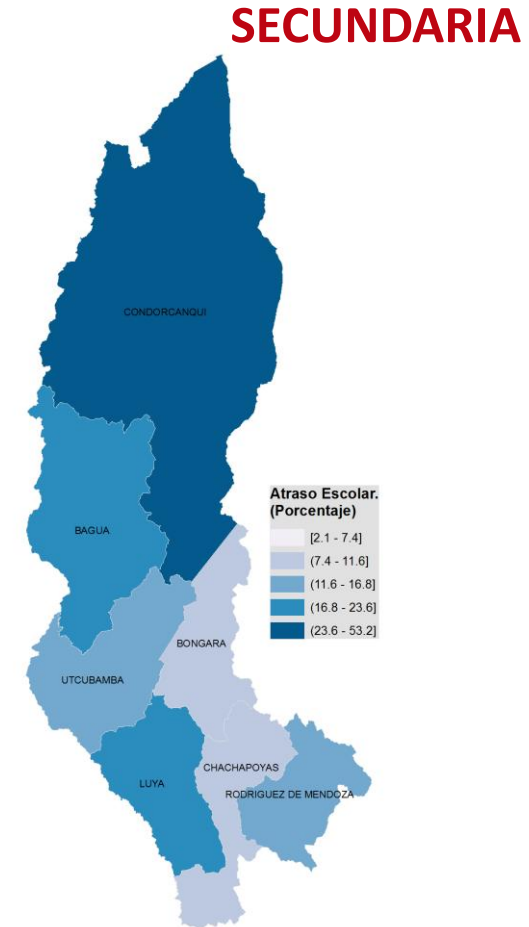 SECUNDARIA
CONDORCANQUI
Atraso Escolar.
(Porcentaje)
[2.1 - 7.4]
(7.4 - 11.6]
(11.6 - 16.8]
(16.8 - 23.6]
(23.6 - 53.2]
BAGUA
BONGARA
UTCUBAMBA
CHACHAPOYAS
LUYA
RODRIGUEZ DE MENDOZA